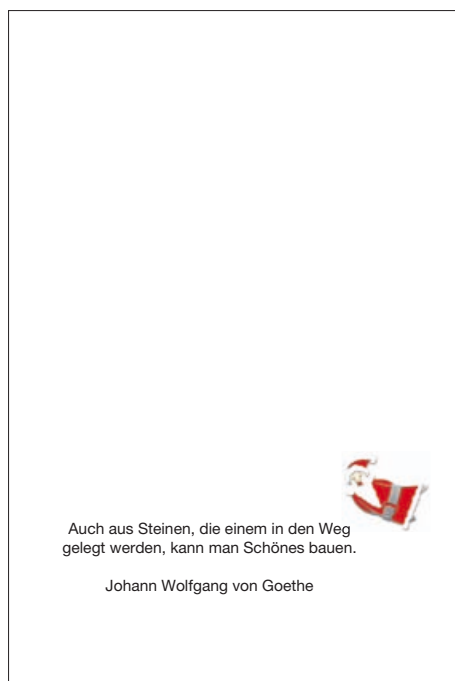 Auch aus Steinen, die einem in den Weg
gelegt werden, kann man Schönes bauen.
Johann Wolfgang von Goethe